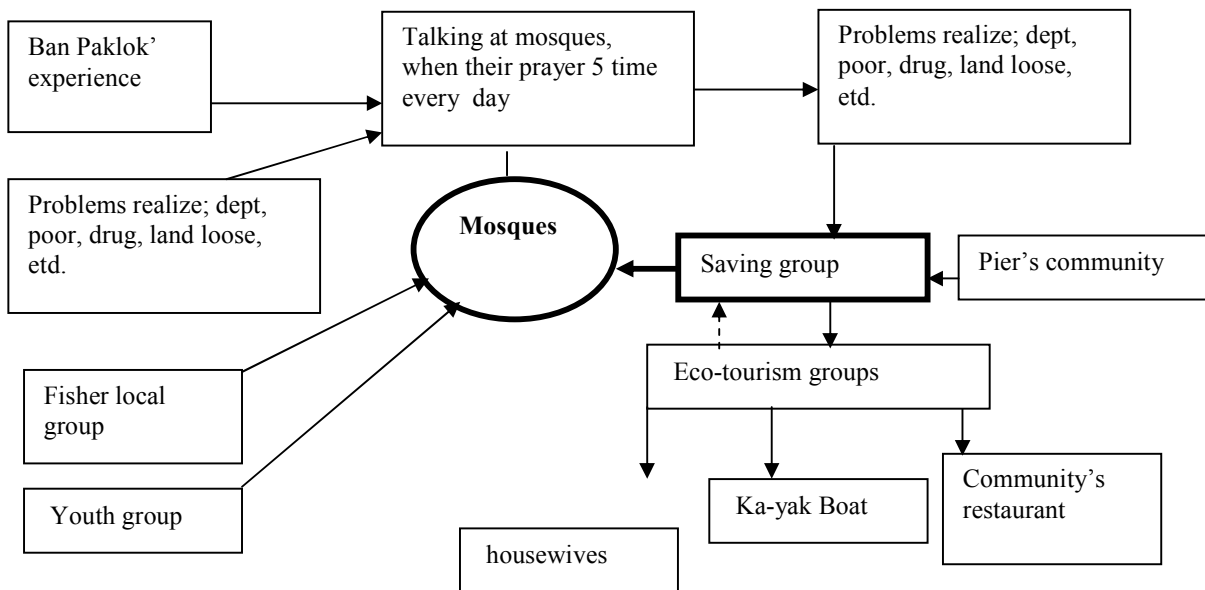 Ban Paklok’
experience
Talking at mosques,
when their prayer 5 time
every  day
Problems realize; dept,
poor, drug, land loose,
etd.
Problems realize; dept,
poor, drug, land loose,
etd.
Mosques
Saving group
Pier’s community
Eco-tourism groups
Fisher local
group
Youth group
Ka-yak Boat
Community’s
restaurant
housewives